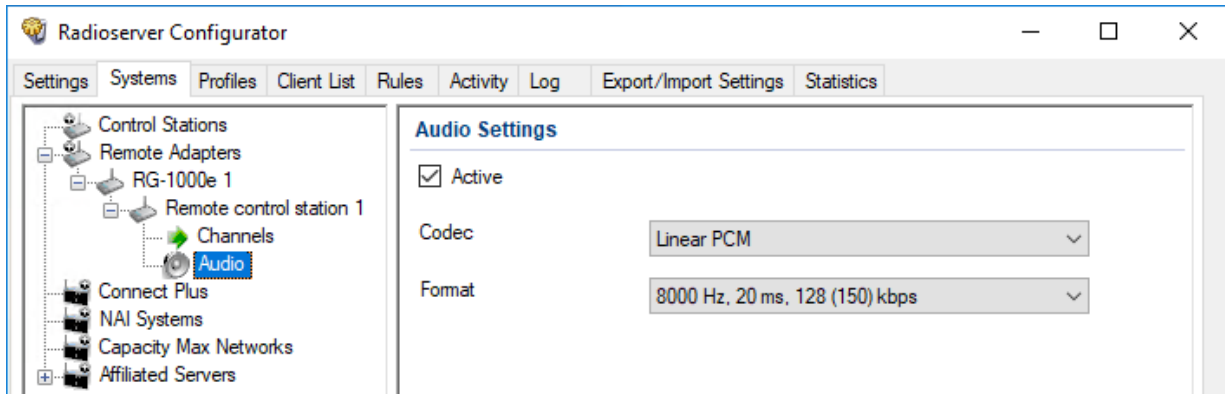 Radioserver Configurator
Settings Systems Profiles Client List Rules Activity Log Export/Import Settings Statistics
Control Stations
Remote Adapters
RG-1000e 1
Remote control station 1
Channels
Audio
Connect Plus
NAI Systems
Capacity Max Networks
Affiliated Servers
Audio Settings
Active
Codec Linear PCM
Format 8000 Hz, 20 ms, 128 (150) kbps